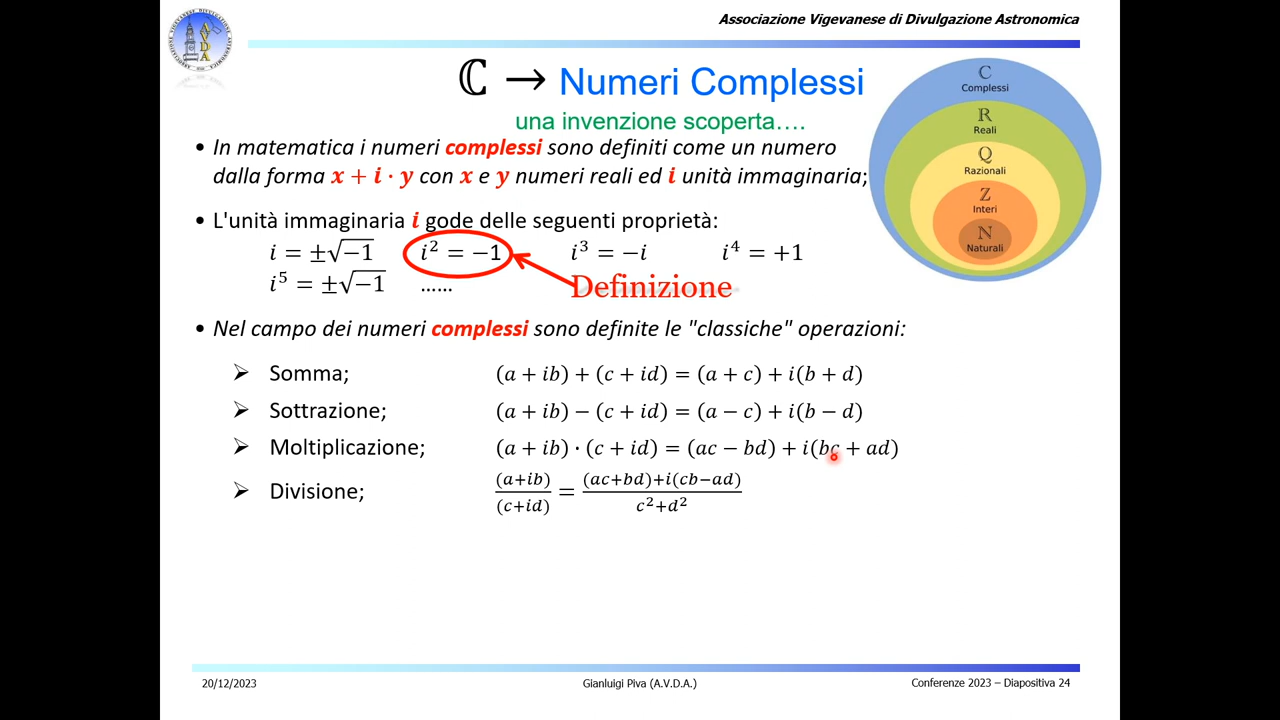 Associazione Vigevanese di Divulgazione Astronomica
A.V.D.A.
ℂ → Numeri Complessi
una invenzione scoperta….
C
Complessi
R
Reali
Q
Razionali
Z
Interi
N
Naturali
• In matematica i numeri complessi sono definiti come un numero
dalla forma x + i · y con x e y numeri reali ed i unità immaginaria;
• L'unità immaginaria i gode delle seguenti proprietà:
i = ±√−1 i² = −1 i³ = −i i⁴ = +1
i⁵ = ±√−1 ……
Definizione
• Nel campo dei numeri complessi sono definite le "classiche" operazioni:
➢ Somma; (a + ib) + (c + id) = (a + c) + i(b + d)
➢ Sottrazione; (a + ib) − (c + id) = (a − c) + i(b − d)
➢ Moltiplicazione; (a + ib) · (c + id) = (ac − bd) + i(bc + ad)
➢ Divisione; (a+ib)/(c+id) = ((ac+bd)+i(cb−ad))/(c²+d²)
20/12/2023
Gianluigi Piva (A.V.D.A.)
Conferenze 2023 – Diapositiva 24